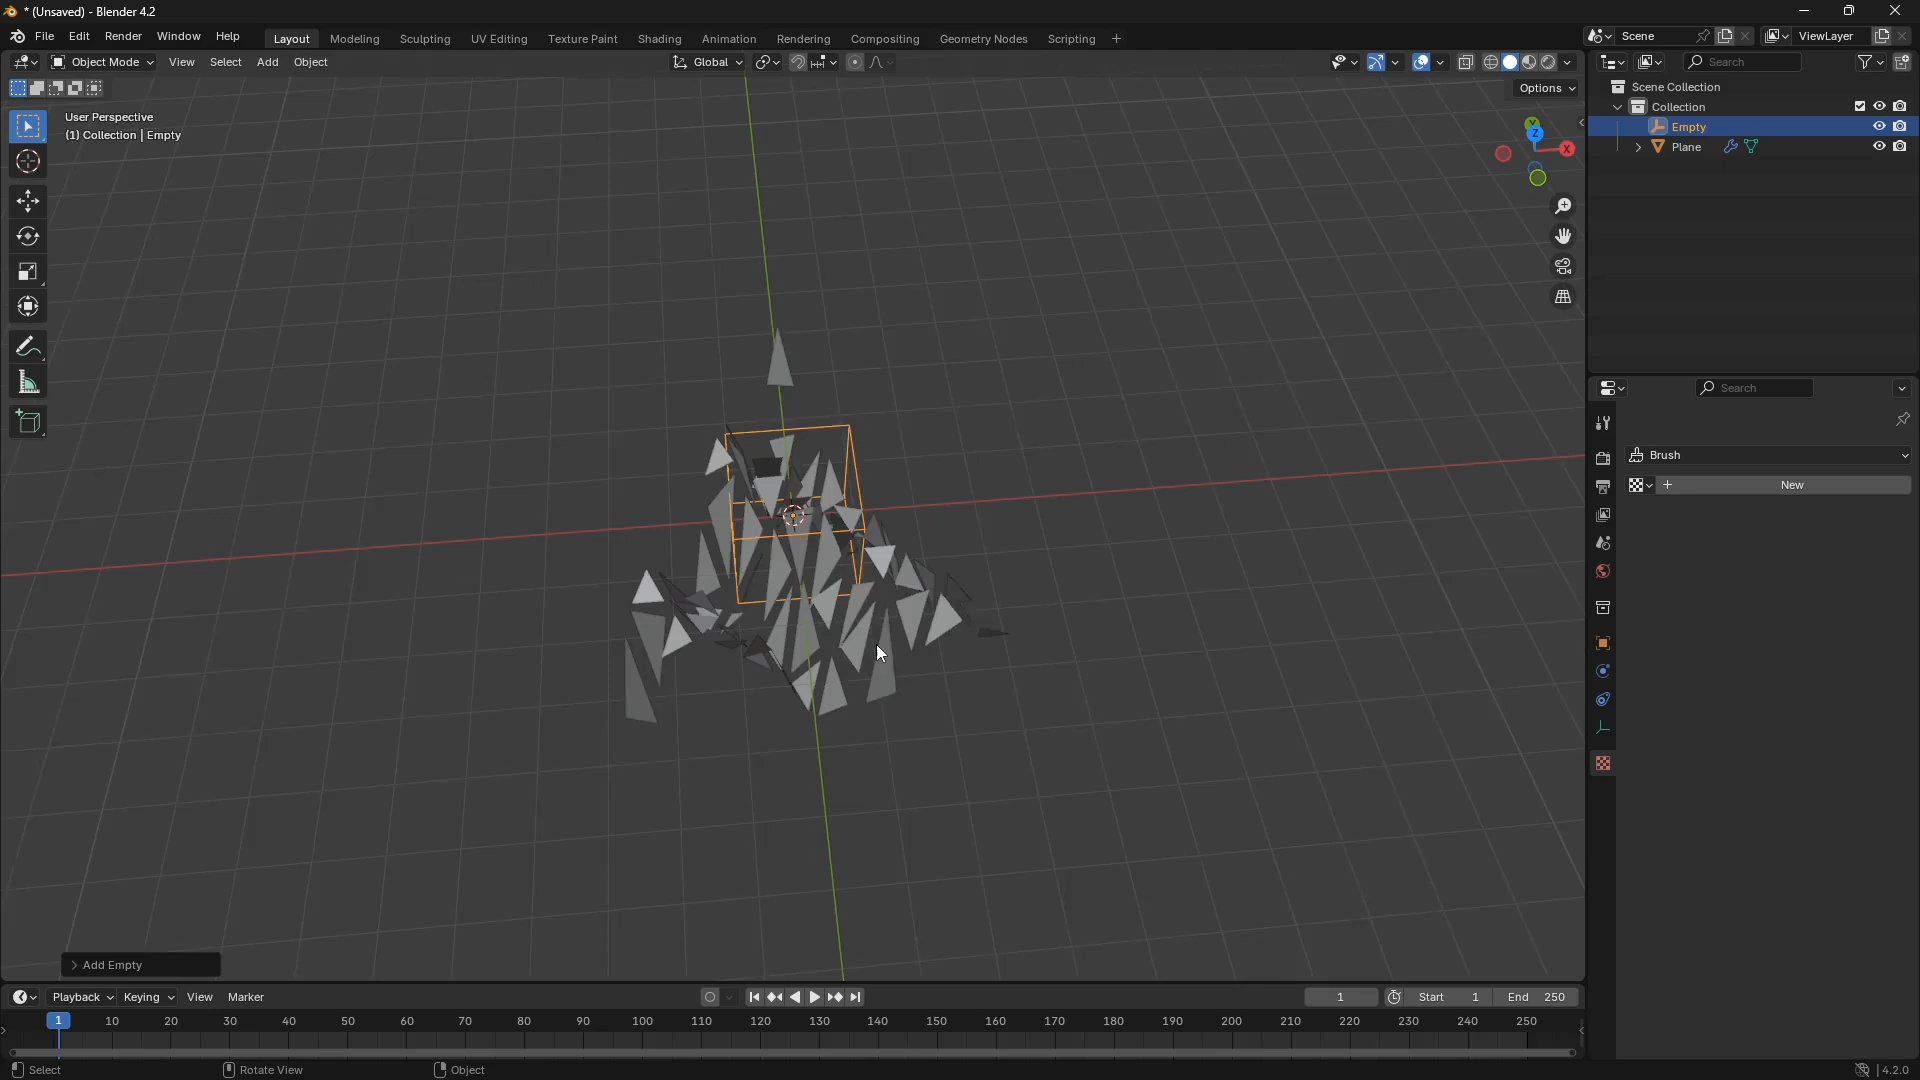 * (Unsaved) - Blender 4.2
File Edit Render Window Help Layout Modeling Sculpting UV Editing Texture Paint Shading Animation Rendering Compositing Geometry Nodes Scripting + Scene ViewLayer
Object Mode View Select Add Object Global Search
Options
Scene Collection
User Perspective
(1) Collection | Empty
Collection
Empty
Plane
Y
Z
X
Search
Brush
+ New
Add Empty
Playback Keying View Marker 1 Start 1 End 250
1 10 20 30 40 50 60 70 80 90 100 110 120 130 140 150 160 170 180 190 200 210 220 230 240 250
Select Rotate View Object 4.2.0